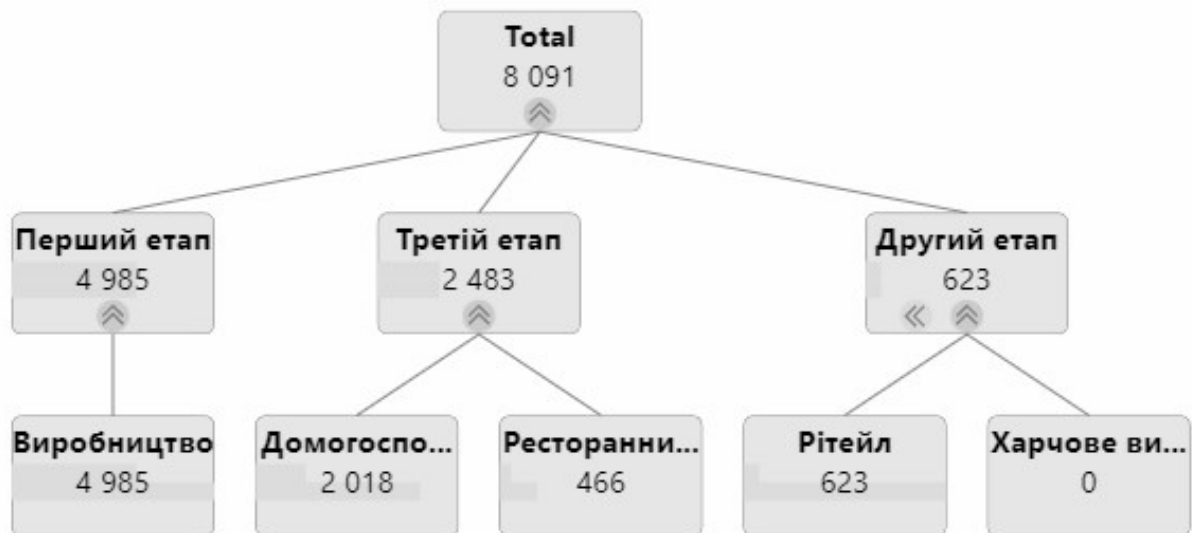 Total
8 091
Перший етап
4 985
Третій етап
2 483
Другий етап
623
Виробництво
4 985
Домогоспо...
2 018
Ресторанни...
466
Рітейл
623
Харчове ви...
0